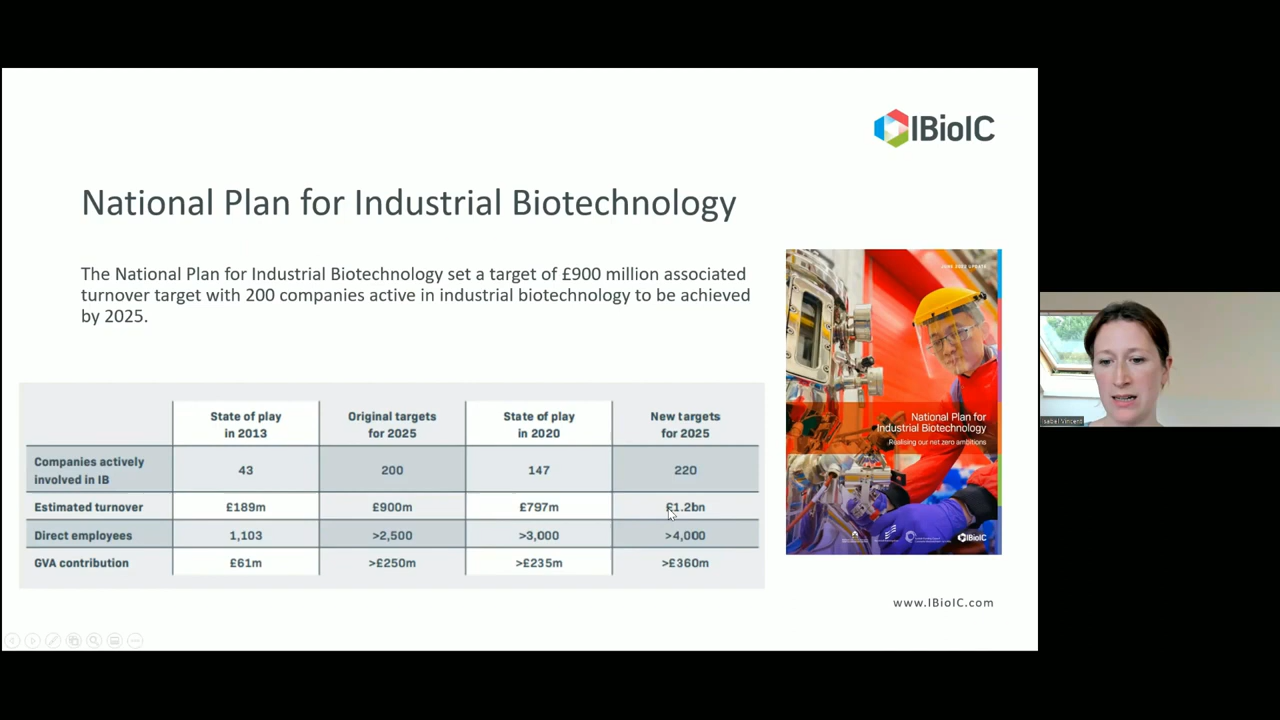 IBioIC
National Plan for Industrial Biotechnology
The National Plan for Industrial Biotechnology set a target of £900 million associated
turnover target with 200 companies active in industrial biotechnology to be achieved
by 2025.
State of play in 2013 Original targets for 2025 State of play in 2020 New targets for 2025
Companies actively involved in IB 43 200 147 220
Estimated turnover £189m £900m £797m £1.2bn
Direct employees 1,103 >2,500 >3,000 >4,000
GVA contribution £61m >£250m >£235m >£360m
National Plan for
Industrial Biotechnology
Realising our net zero ambitions
IBioIC
www.IBioIC.com
Isabel Vincent